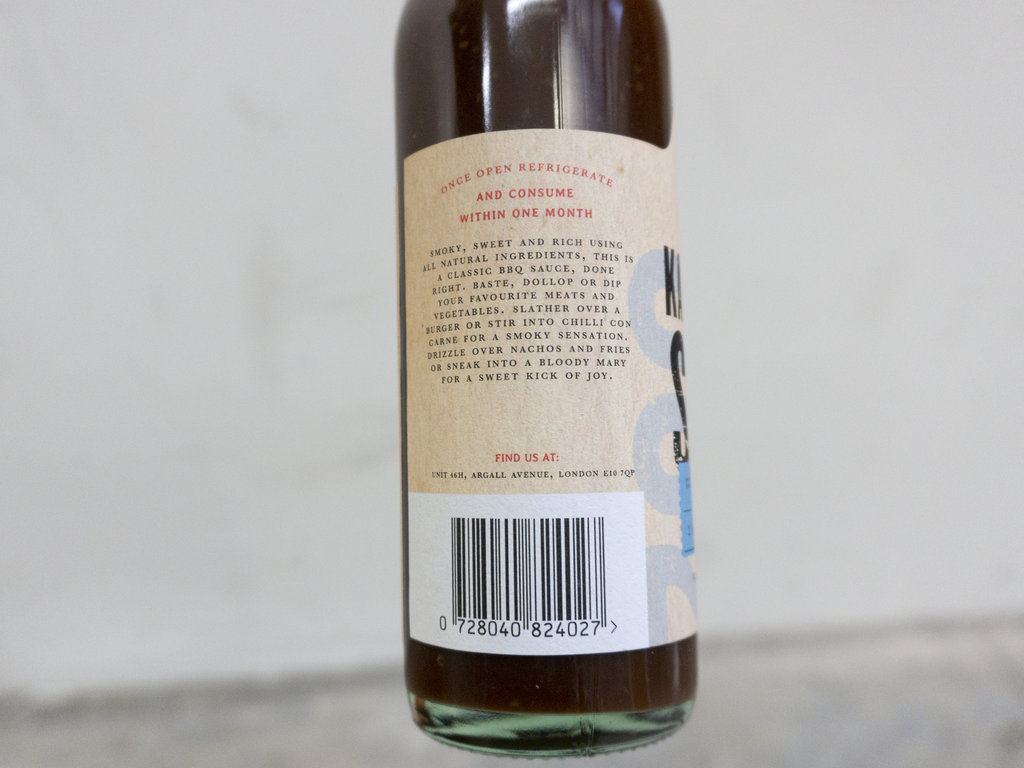 ONCE OPEN REFRIGERATE
AND CONSUME
WITHIN ONE MONTH
SMOKY, SWEET AND RICH USING
ALL NATURAL INGREDIENTS, THIS IS
A CLASSIC BBQ SAUCE, DONE
RIGHT. BASTE, DOLLOP OR DIP
YOUR FAVOURITE MEATS AND
VEGETABLES. SLATHER OVER A
BURGER OR STIR INTO CHILLI CON
CARNE FOR A SMOKY SENSATION.
DRIZZLE OVER NACHOS AND FRIES
OR SNEAK INTO A BLOODY MARY
FOR A SWEET KICK OF JOY.
FIND US AT:
UNIT 46H, ARGALL AVENUE, LONDON E10 7QP
0 728040 824027 >